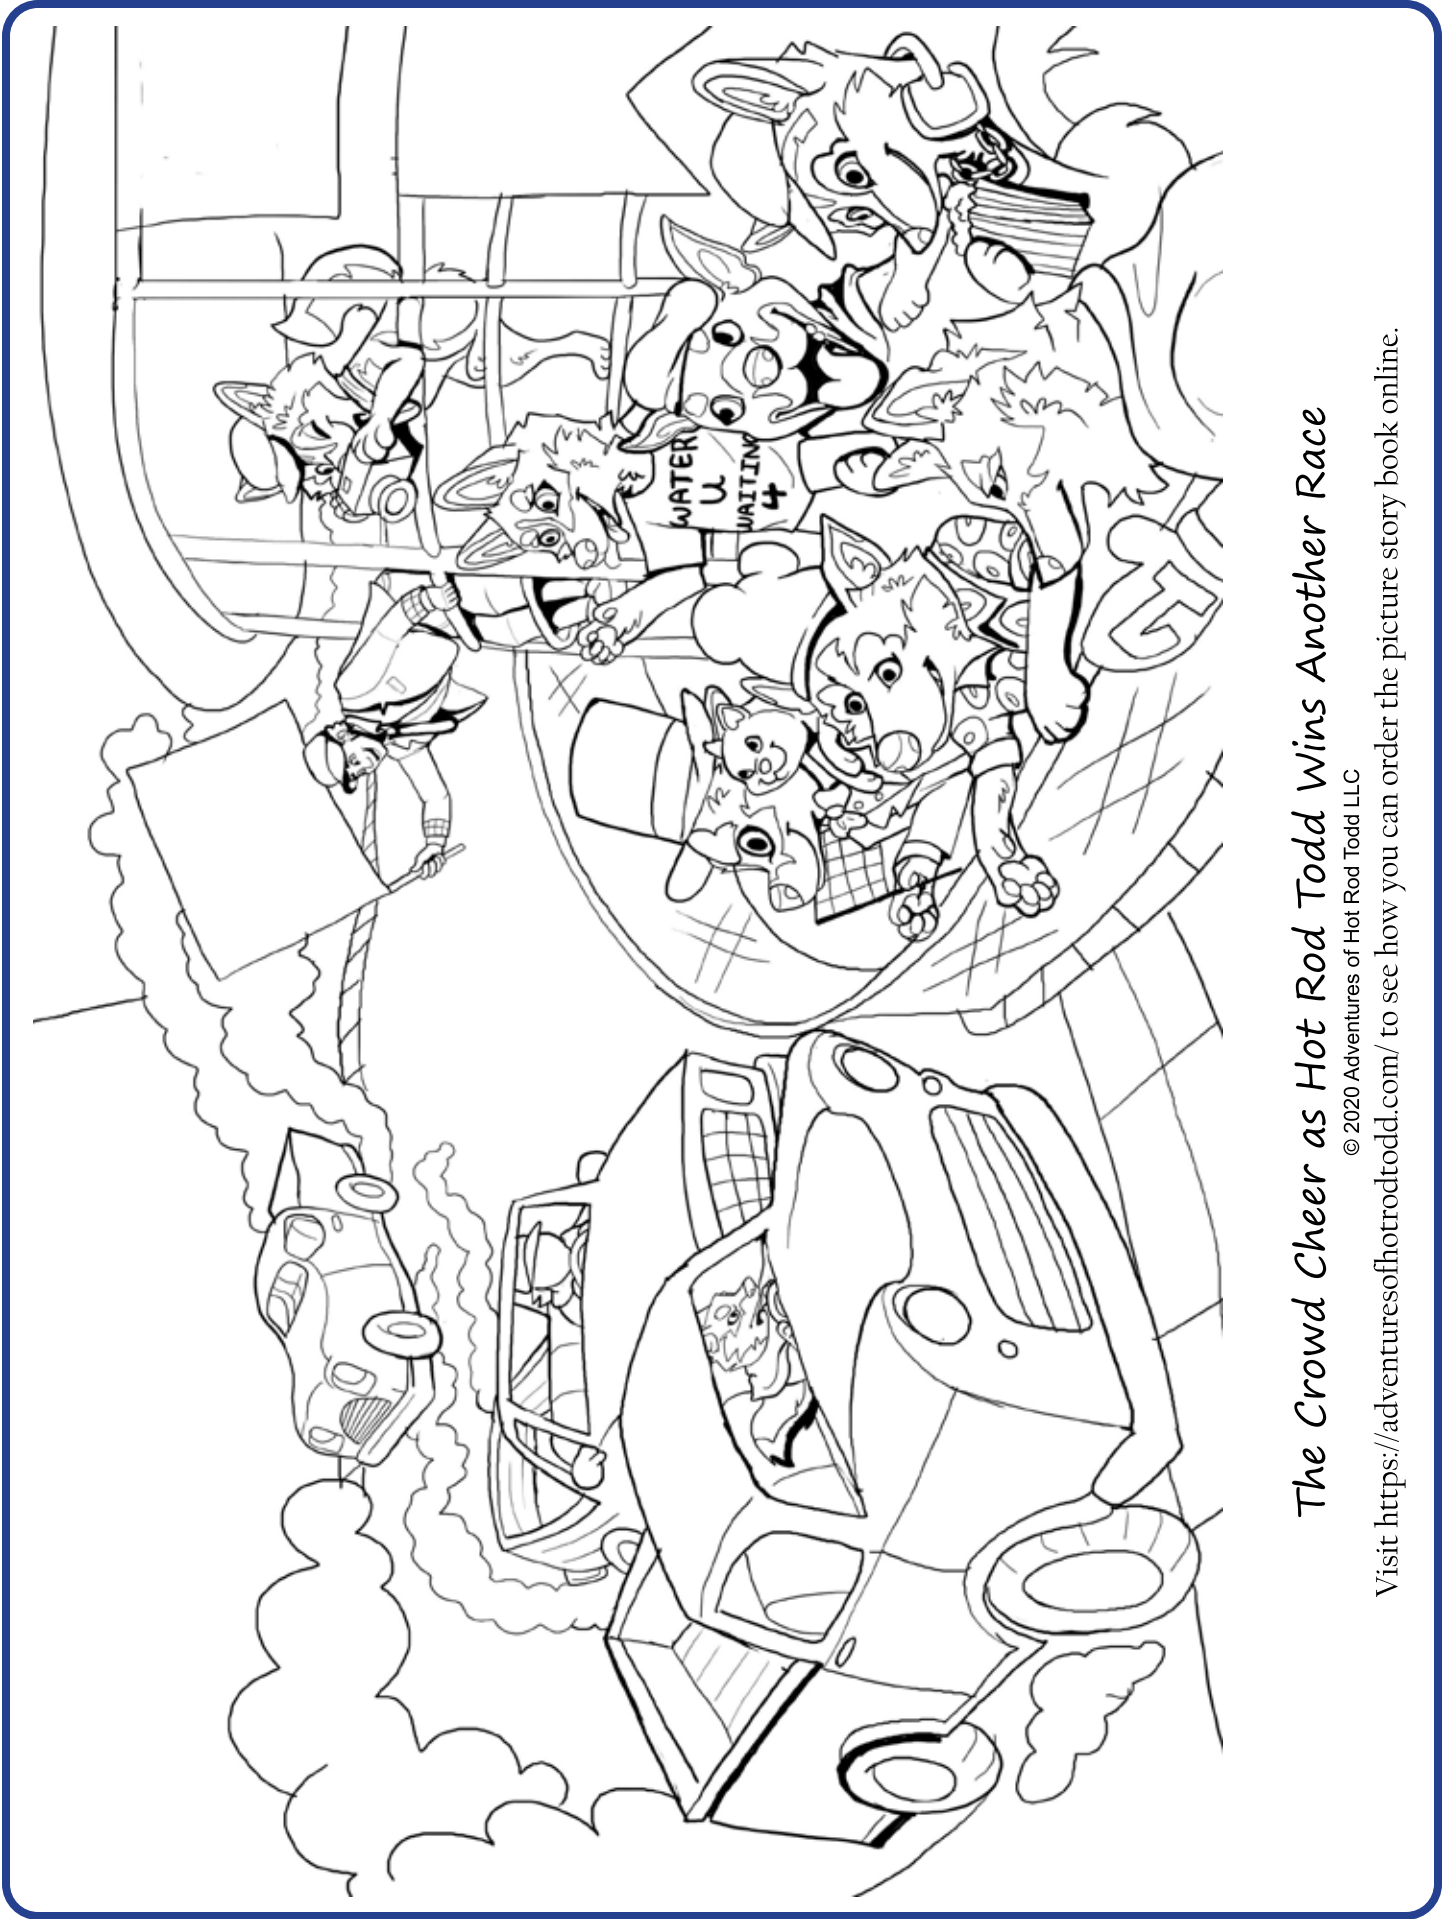 WATER
U
WAITING
4
The Crowd Cheer as Hot Rod Todd Wins Another Race
© 2020 Adventures of Hot Rod Todd LLC
Visit https://adventuresofhotrodtodd.com/ to see how you can order the picture story book online.